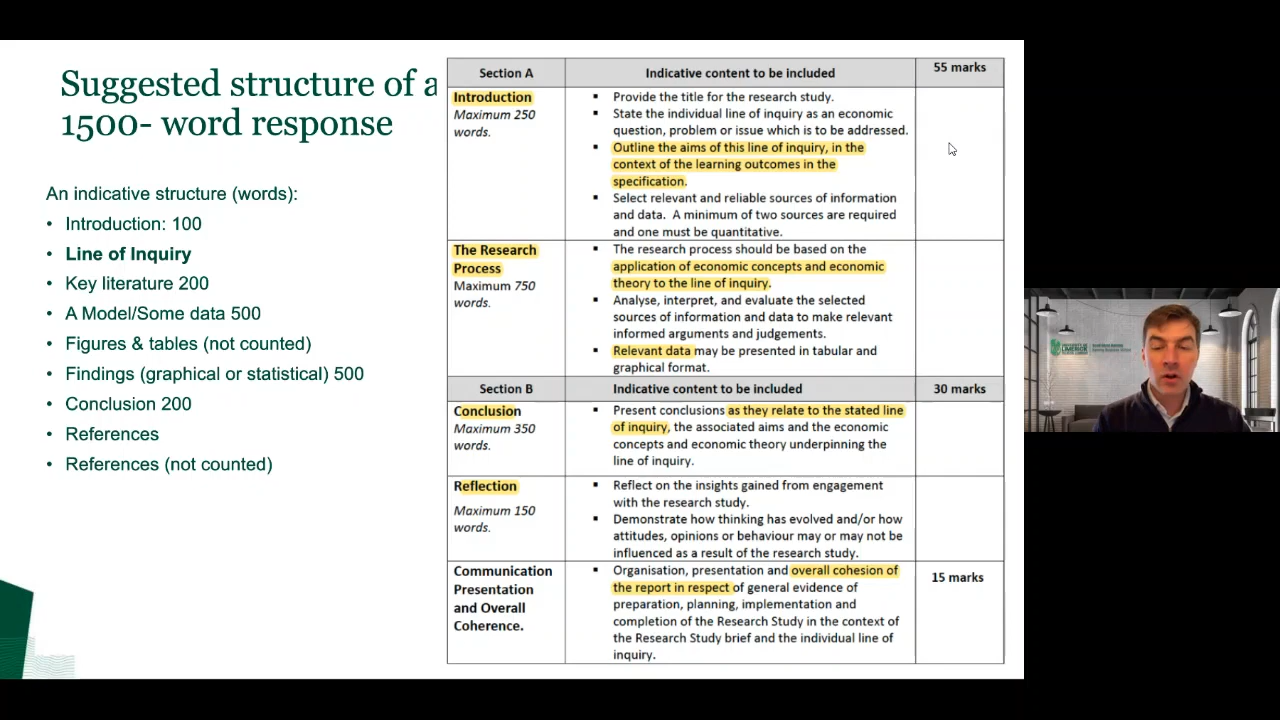 Suggested structure of a
1500- word response
An indicative structure (words):
• Introduction: 100
• Line of Inquiry
• Key literature 200
• A Model/Some data 500
• Figures & tables (not counted)
• Findings (graphical or statistical) 500
• Conclusion 200
• References
• References (not counted)
Section A
Indicative content to be included
55 marks
Introduction
Maximum 250
words.
▪ Provide the title for the research study.
▪ State the individual line of inquiry as an economic
question, problem or issue which is to be addressed.
▪ Outline the aims of this line of inquiry, in the
context of the learning outcomes in the
specification.
▪ Select relevant and reliable sources of information
and data. A minimum of two sources are required
and one must be quantitative.
The Research
Process
Maximum 750
words.
▪ The research process should be based on the
application of economic concepts and economic
theory to the line of inquiry.
▪ Analyse, interpret, and evaluate the selected
sources of information and data to make relevant
informed arguments and judgements.
▪ Relevant data may be presented in tabular and
graphical format.
Section B
Indicative content to be included
30 marks
Conclusion
Maximum 350
words.
▪ Present conclusions as they relate to the stated line
of inquiry, the associated aims and the economic
concepts and economic theory underpinning the
line of inquiry.
Reflection
Maximum 150
words.
▪ Reflect on the insights gained from engagement
with the research study.
▪ Demonstrate how thinking has evolved and/or how
attitudes, opinions or behaviour may or may not be
influenced as a result of the research study.
Communication
Presentation
and Overall
Coherence.
▪ Organisation, presentation and overall cohesion of
the report in respect of general evidence of
preparation, planning, implementation and
completion of the Research Study in the context of
the Research Study brief and the individual line of
inquiry.
15 marks
UNIVERSITY OF
LIMERICK